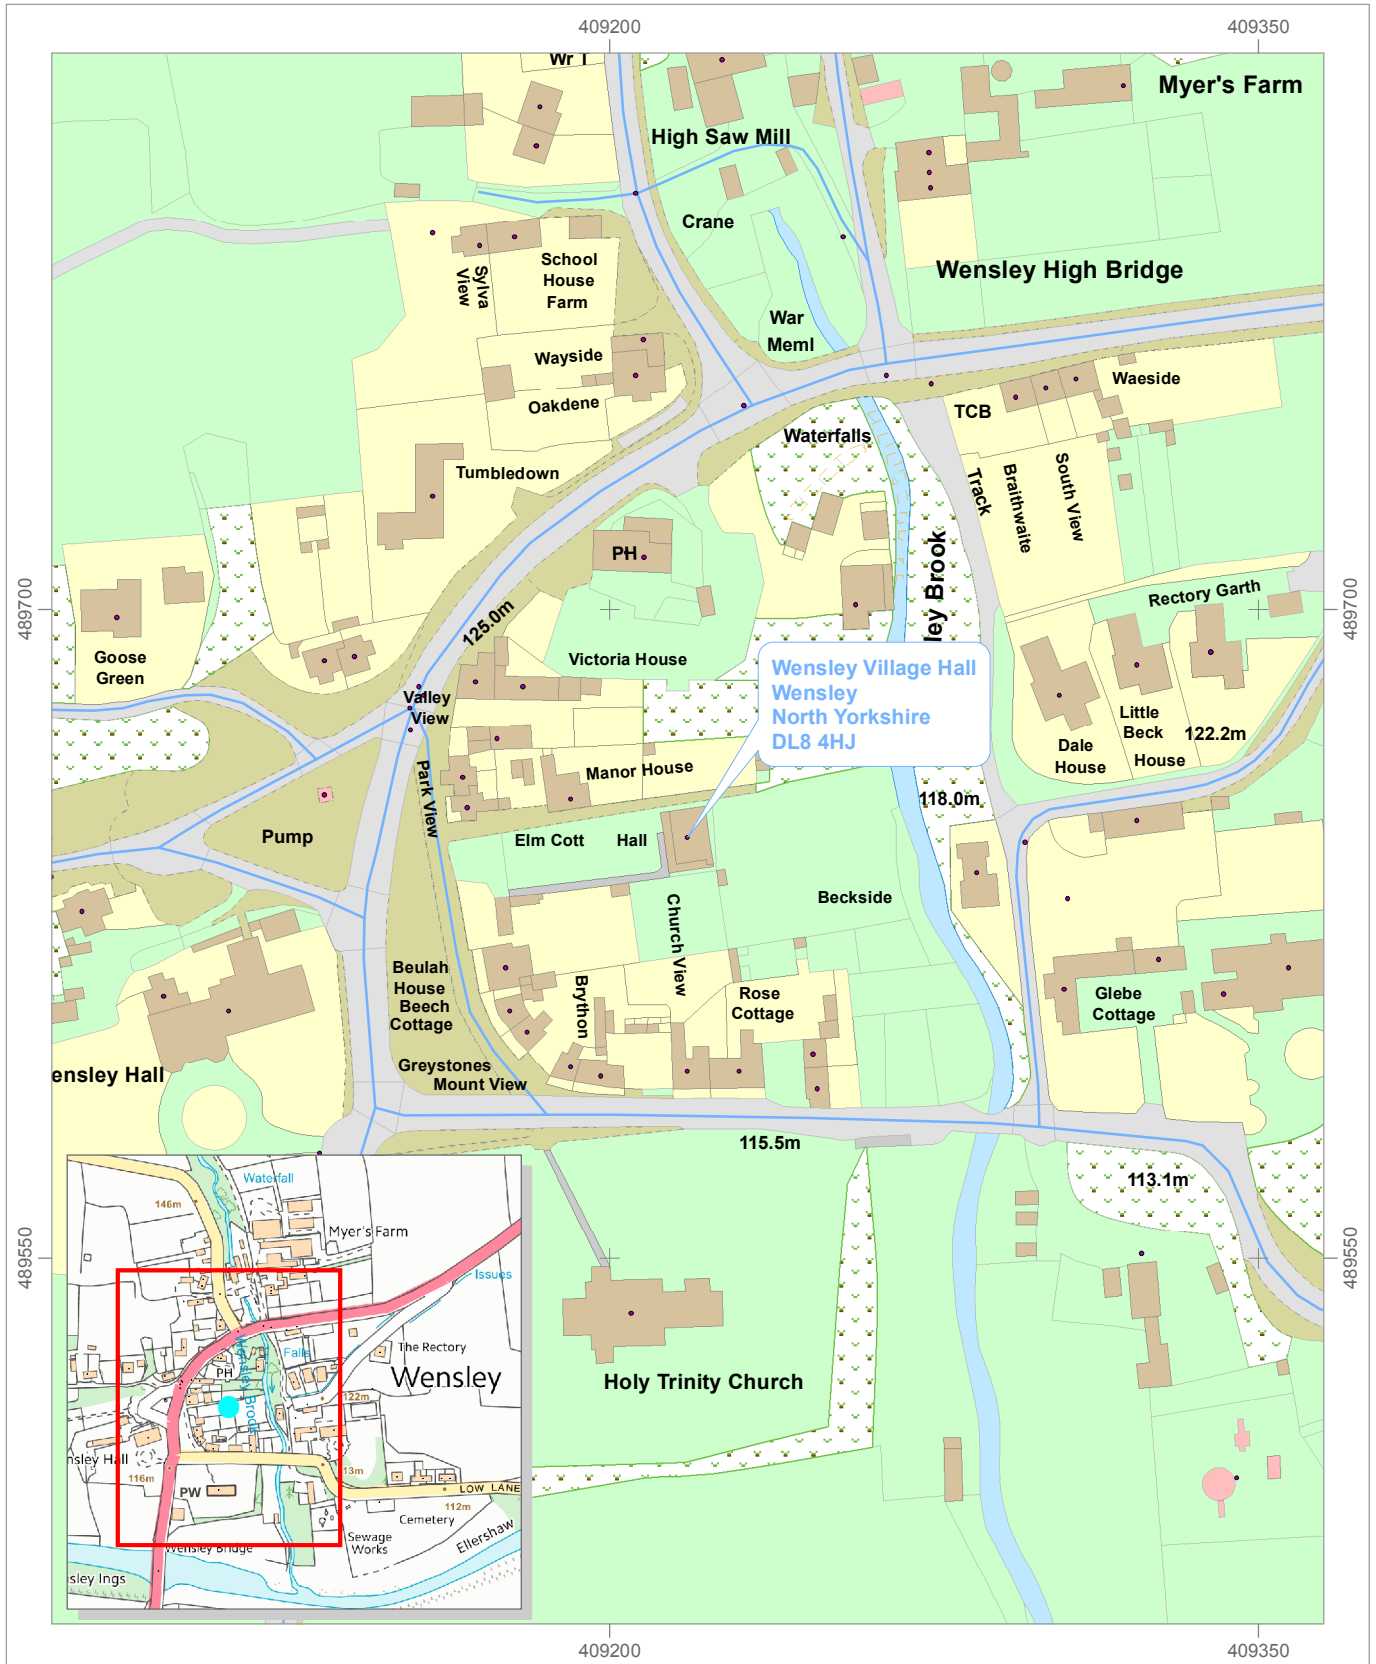 409200
409350
Wr T
Myer's Farm
High Saw Mill
Crane
Sylva
View
School
House
Farm
Wensley High Bridge
War
Meml
Wayside
Oakdene
Waeside
TCB
Waterfalls
Tumbledown
Track
Braithwaite
South View
PH
ley Brook
489700
489700
Rectory Garth
125.0m
Goose
Green
Victoria House
Wensley Village Hall
Wensley
North Yorkshire
DL8 4HJ
Valley
View
Little
Beck
House
122.2m
Dale
House
Park View
Manor House
118.0m
Pump
Elm Cott
Hall
Beckside
Church View
Beulah
House
Beech
Cottage
Brython
Rose
Cottage
Glebe
Cottage
Greystones
Mount View
ensley Hall
115.5m
113.1m
Waterfall
146m
Myer's Farm
Issues
489550
489550
The Rectory
Falls
Wensley
PH
Wensley Brook
122m
nsley Hall
116m
13m
PW
LOW LANE
112m
Cemetery
Sewage
Works
Ellershaw
Wensley Bridge
sley Ings
Holy Trinity Church
409200
409350